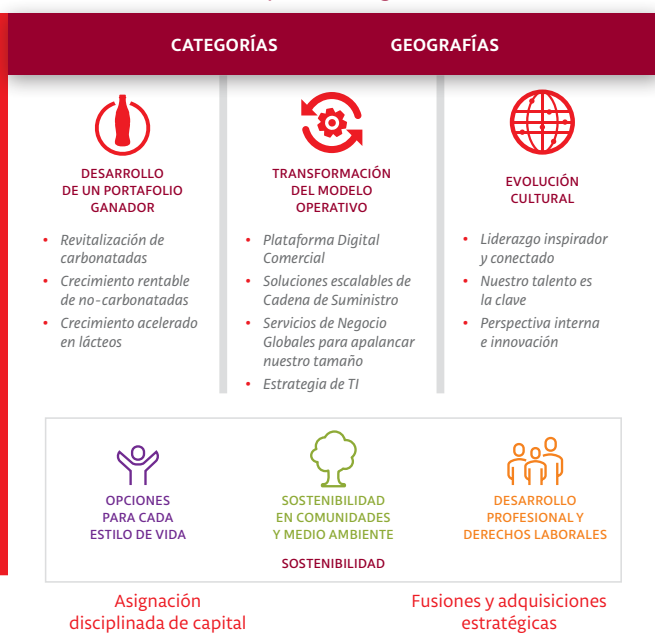 CATEGORÍAS
GEOGRAFÍAS
DESARROLLO
DE UN PORTAFOLIO
GANADOR
• Revitalización de
carbonatadas
• Crecimiento rentable
de no-carbonatadas
• Crecimiento acelerado
en lácteos
TRANSFORMACIÓN
DEL MODELO
OPERATIVO
• Plataforma Digital
Comercial
• Soluciones escalables de
Cadena de Suministro
• Servicios de Negocio
Globales para apalancar
nuestro tamaño
• Estrategia de TI
EVOLUCIÓN
CULTURAL
• Liderazgo inspirador
y conectado
• Nuestro talento es
la clave
• Perspectiva interna
e innovación
OPCIONES
PARA CADA
ESTILO DE VIDA
SOSTENIBILIDAD
EN COMUNIDADES
Y MEDIO AMBIENTE
DESARROLLO
PROFESIONAL Y
DERECHOS LABORALES
SOSTENIBILIDAD
Asignación
disciplinada de capital
Fusiones y adquisiciones
estratégicas